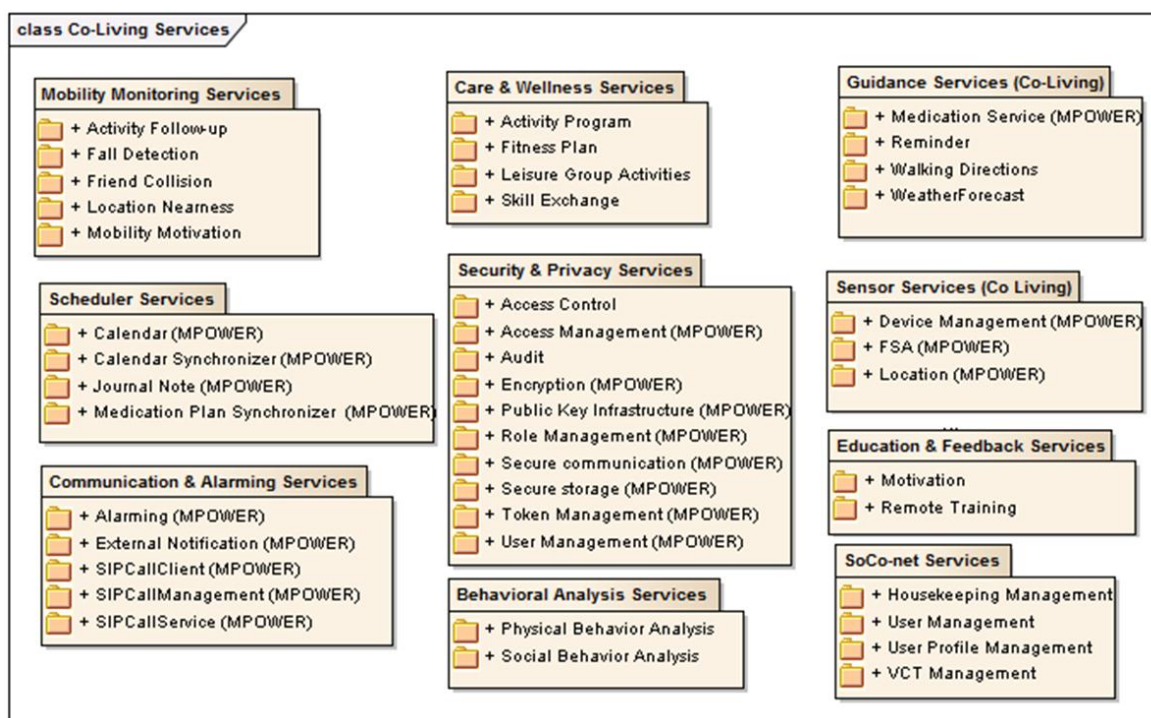 class Co-Living Services
Mobility Monitoring Services
+ Activity Follow-up
+ Fall Detection
+ Friend Collision
+ Location Nearness
+ Mobility Motivation
Scheduler Services
+ Calendar (MPOWER)
+ Calendar Synchronizer (MPOWER)
+ Journal Note (MPOWER)
+ Medication Plan Synchronizer (MPOWER)
Communication & Alarming Services
+ Alarming (MPOWER)
+ External Notification (MPOWER)
+ SIPCallClient (MPOWER)
+ SIPCallManagement (MPOWER)
+ SIPCallService (MPOWER)
Care & Wellness Services
+ Activity Program
+ Fitness Plan
+ Leisure Group Activities
+ Skill Exchange
Security & Privacy Services
+ Access Control
+ Access Management (MPOWER)
+ Audit
+ Encryption (MPOWER)
+ Public Key Infrastructure (MPOWER)
+ Role Management (MPOWER)
+ Secure communication (MPOWER)
+ Secure storage (MPOWER)
+ Token Management (MPOWER)
+ User Management (MPOWER)
Behavioral Analysis Services
+ Physical Behavior Analysis
+ Social Behavior Analysis
Guidance Services (Co-Living)
+ Medication Service (MPOWER)
+ Reminder
+ Walking Directions
+ WeatherForecast
Sensor Services (Co Living)
+ Device Management (MPOWER)
+ FSA (MPOWER)
+ Location (MPOWER)
...
Education & Feedback Services
+ Motivation
+ Remote Training
SoCo-net Services
+ Housekeeping Management
+ User Management
+ User Profile Management
+ VCT Management